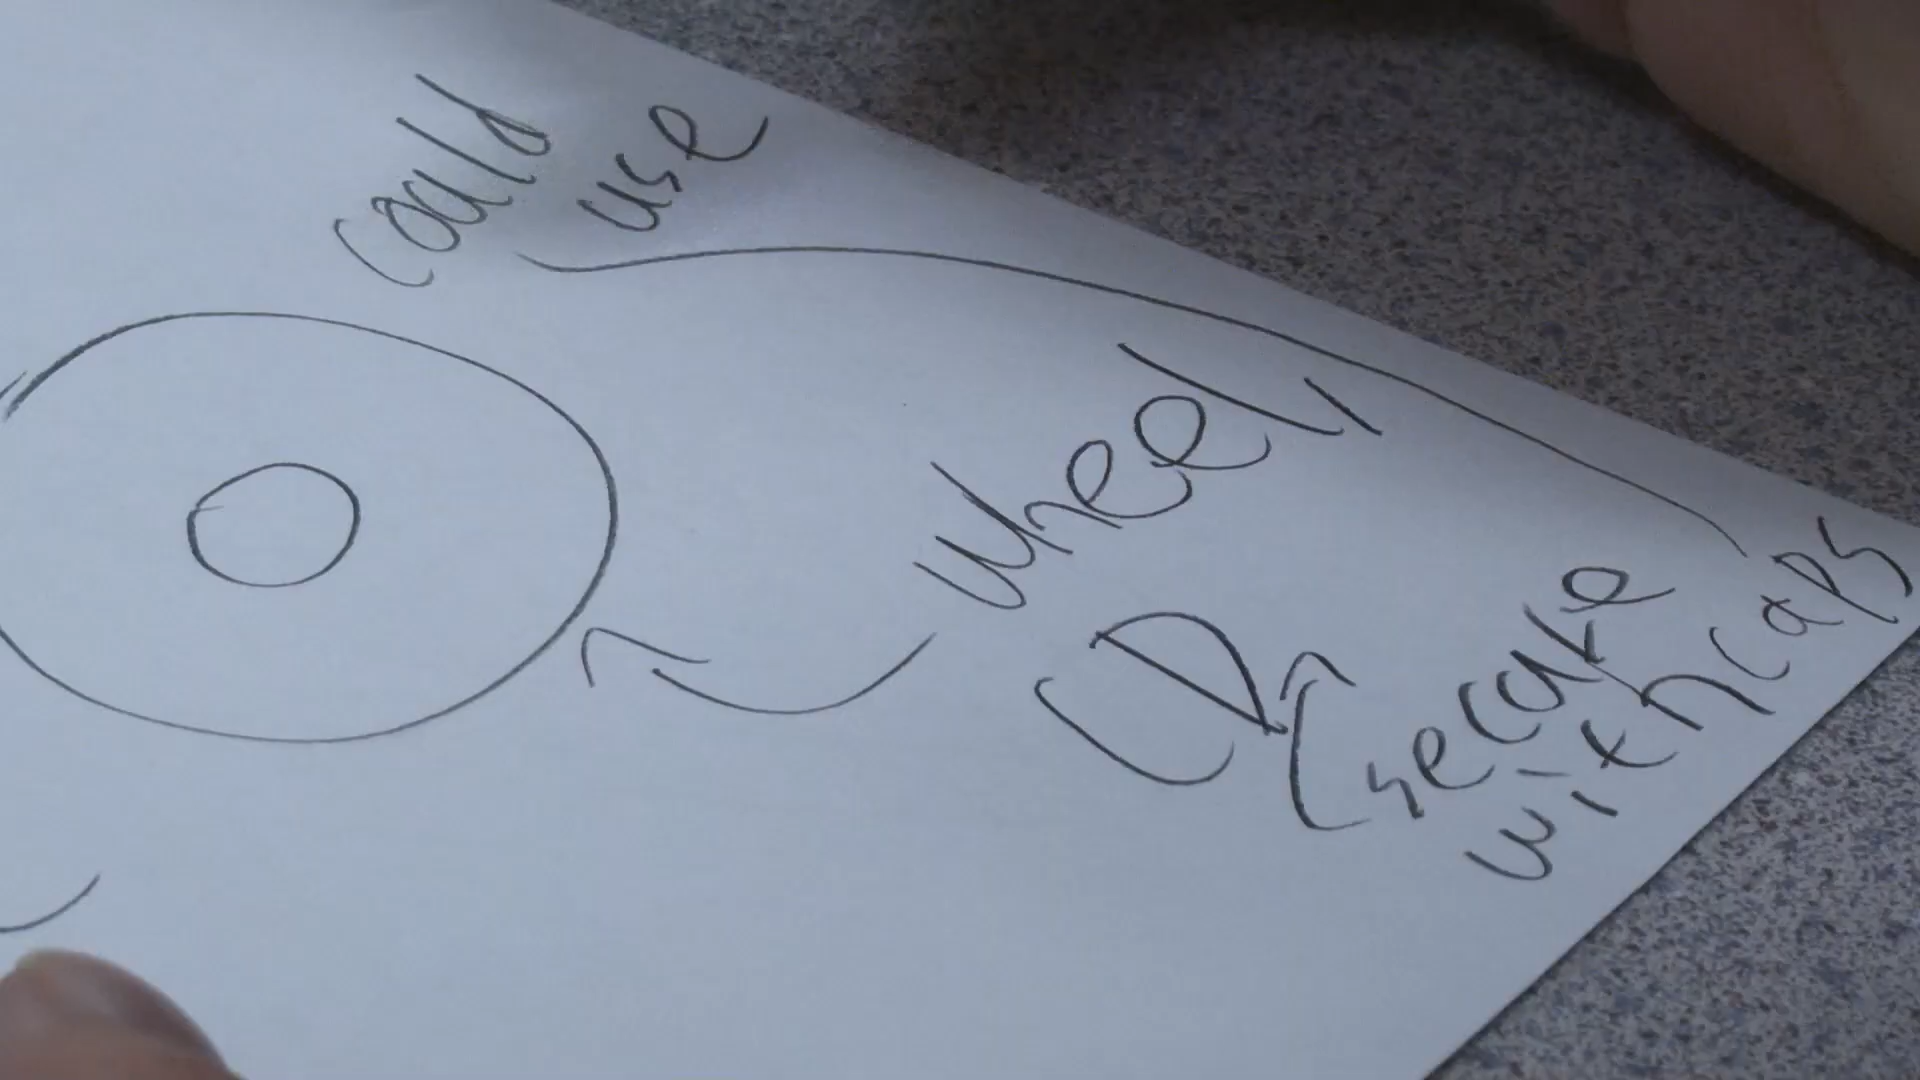 could
use
wheel,
CD
secure
with caps